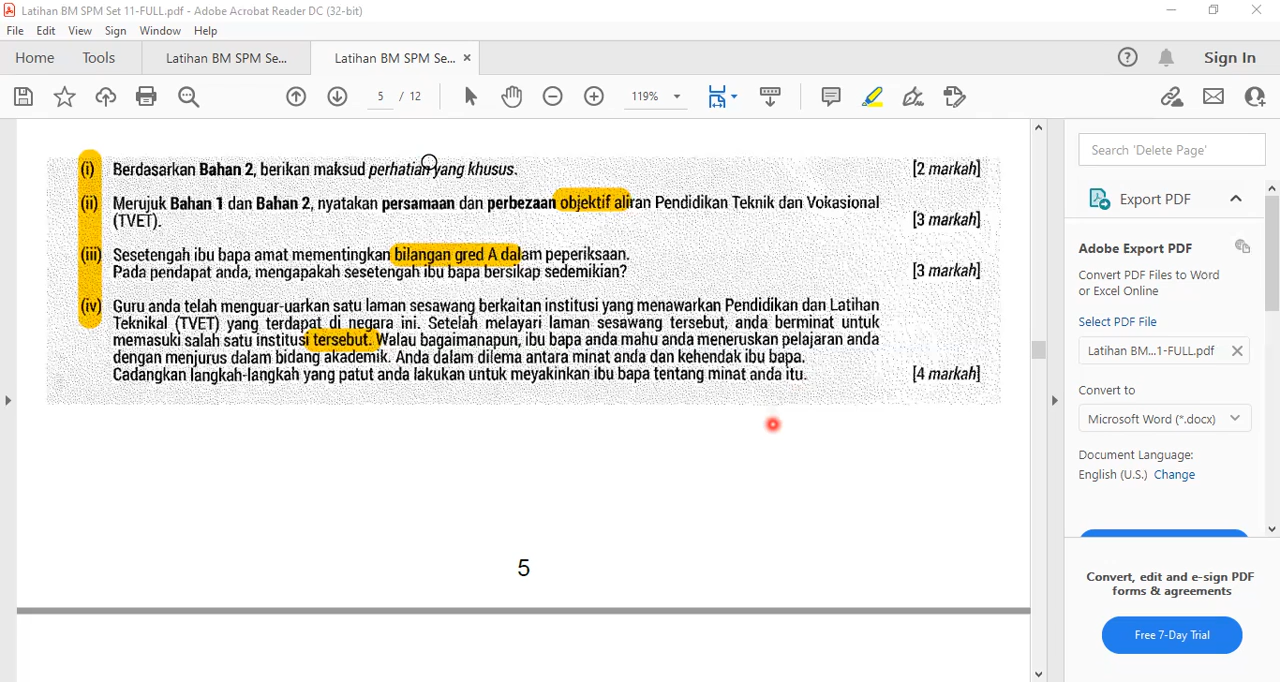 Latihan BM SPM Set 11-FULL.pdf - Adobe Acrobat Reader DC (32-bit)
File Edit View Sign Window Help
Home Tools Latihan BM SPM Se... Latihan BM SPM Se... × Sign In
5 / 12 119%
(i) Berdasarkan Bahan 2, berikan maksud perhatian yang khusus. [2 markah]
(ii) Merujuk Bahan 1 dan Bahan 2, nyatakan persamaan dan perbezaan objektif aliran Pendidikan Teknik dan Vokasional
(TVET). [3 markah]
(iii) Sesetengah ibu bapa amat mementingkan bilangan gred A dalam peperiksaan.
Pada pendapat anda, mengapakah sesetengah ibu bapa bersikap sedemikian? [3 markah]
(iv) Guru anda telah menguar-uarkan satu laman sesawang berkaitan institusi yang menawarkan Pendidikan dan Latihan
Teknikal (TVET) yang terdapat di negara ini. Setelah melayari laman sesawang tersebut, anda berminat untuk
memasuki salah satu institusi tersebut. Walau bagaimanapun, ibu bapa anda mahu anda meneruskan pelajaran anda
dengan menjurus dalam bidang akademik. Anda dalam dilema antara minat anda dan kehendak ibu bapa.
Cadangkan langkah-langkah yang patut anda lakukan untuk meyakinkan ibu bapa tentang minat anda itu. [4 markah]
5
Search 'Delete Page'
Export PDF
Adobe Export PDF
Convert PDF Files to Word
or Excel Online
Select PDF File
Latihan BM...1-FULL.pdf
Convert to
Microsoft Word (*.docx)
Document Language:
English (U.S.) Change
Convert, edit and e-sign PDF
forms & agreements
Free 7-Day Trial